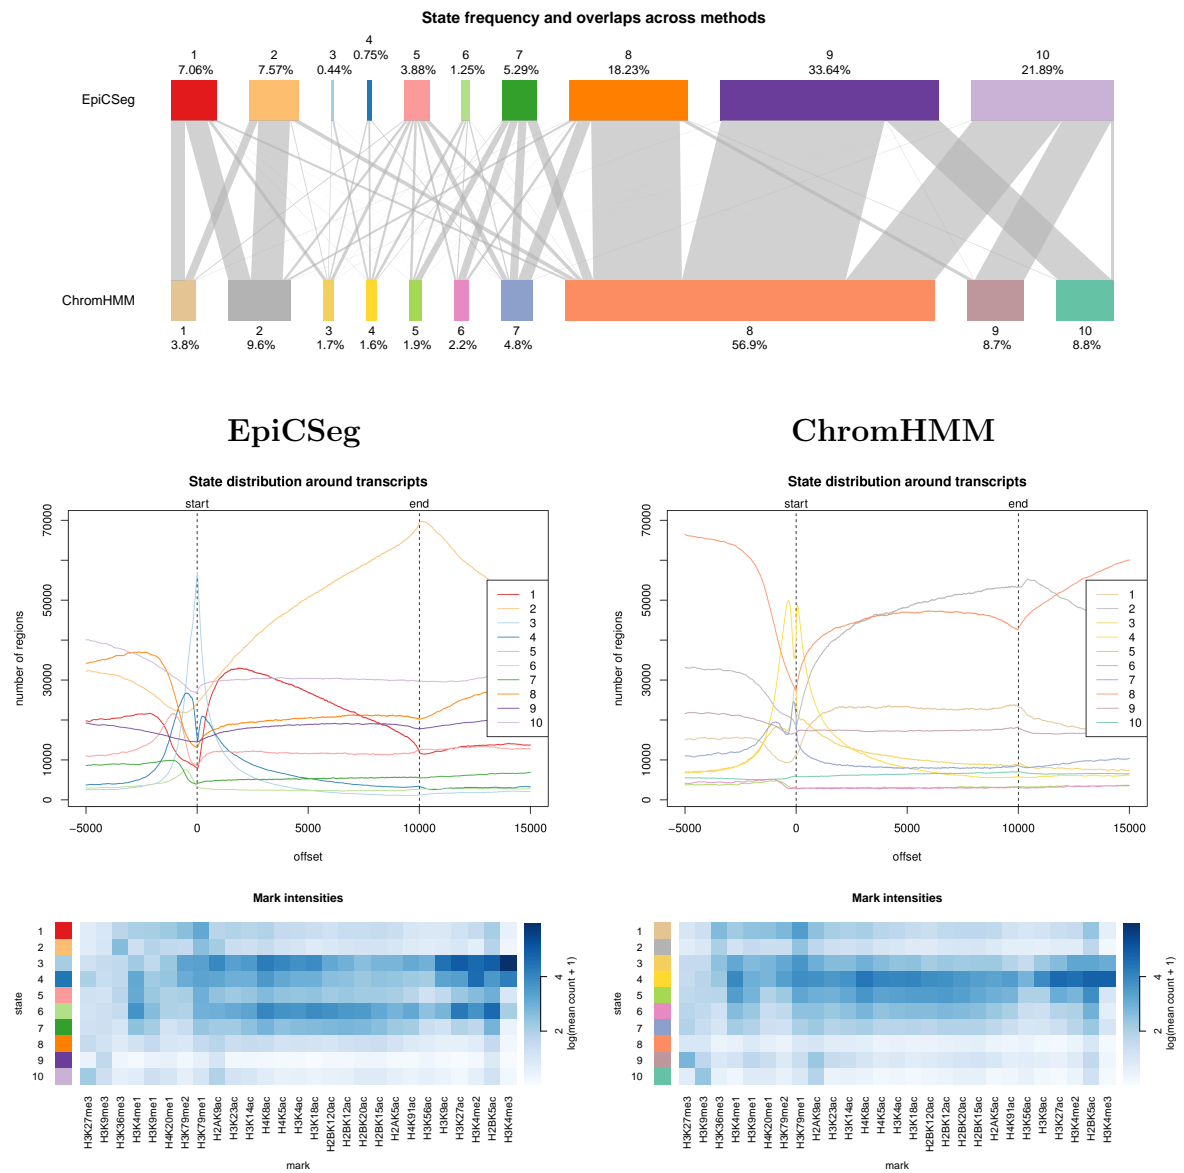 State frequency and overlaps across methods
1 2 3 4 5 6 7 8 9 10
7.06% 7.57% 0.44% 0.75% 3.88% 1.25% 5.29% 18.23% 33.64% 21.89%
EpiCSeg
ChromHMM
1 2 3 4 5 6 7 8 9 10
3.8% 9.6% 1.7% 1.6% 1.9% 2.2% 4.8% 56.9% 8.7% 8.8%
EpiCSeg
State distribution around transcripts
start end
number of regions
70000
50000
30000
10000
0
1
2
3
4
5
6
7
8
9
10
−5000 0 5000 10000 15000
offset
ChromHMM
State distribution around transcripts
start end
number of regions
70000
50000
30000
10000
0
1
2
3
4
5
6
7
8
9
10
−5000 0 5000 10000 15000
offset
Mark intensities
state
1
2
3
4
5
6
7
8
9
10
4
2
log(mean count + 1)
H3K27me3
H3K9me3
H3K36me3
H3K4me1
H3K9me1
H4K20me1
H3K79me2
H3K79me1
H2AK9ac
H3K23ac
H3K14ac
H4K8ac
H4K5ac
H3K4ac
H3K18ac
H2BK120ac
H2BK12ac
H2BK20ac
H2BK15ac
H2AK5ac
H4K91ac
H3K56ac
H3K9ac
H3K27ac
H3K4me2
H2BK5ac
H3K4me3
mark
Mark intensities
state
1
2
3
4
5
6
7
8
9
10
4
2
log(mean count + 1)
H3K27me3
H3K9me3
H3K36me3
H3K4me1
H3K9me1
H4K20me1
H3K79me2
H3K79me1
H2AK9ac
H3K23ac
H3K14ac
H4K8ac
H4K5ac
H3K4ac
H3K18ac
H2BK120ac
H2BK12ac
H2BK20ac
H2BK15ac
H2AK5ac
H4K91ac
H3K56ac
H3K9ac
H3K27ac
H3K4me2
H2BK5ac
H3K4me3
mark